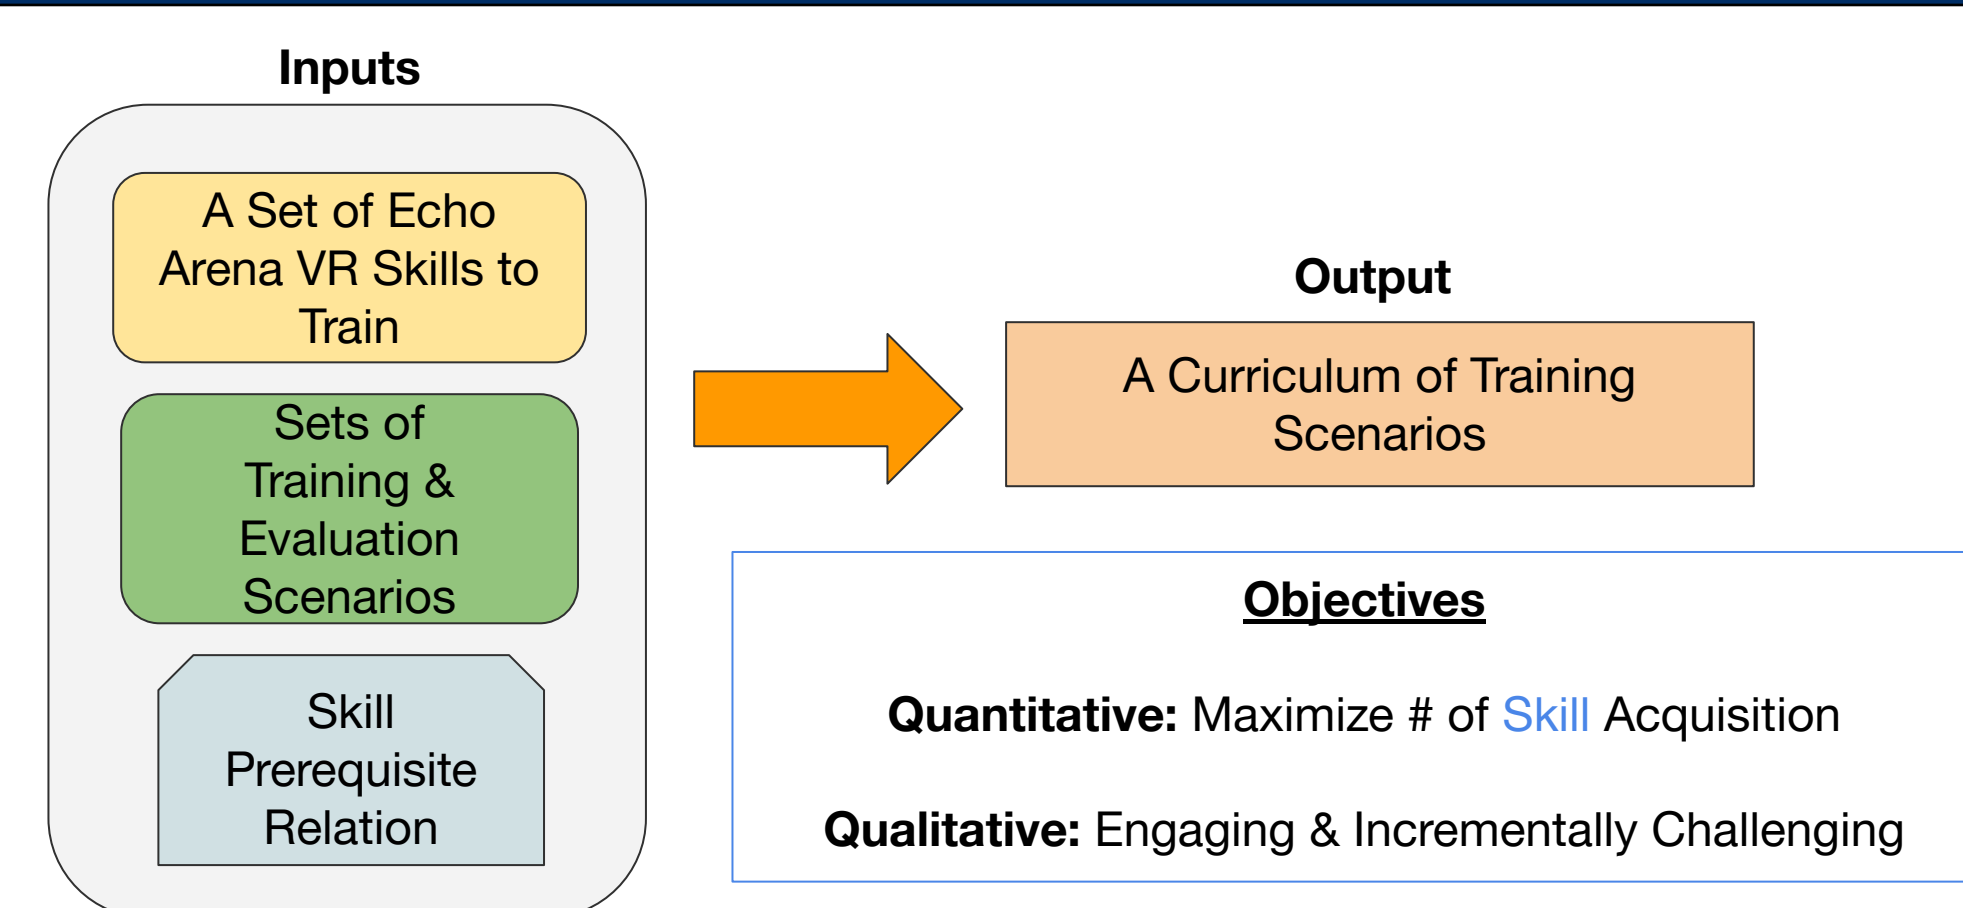 Inputs
A Set of Echo
Arena VR Skills to
Train
Sets of
Training &
Evaluation
Scenarios
Skill
Prerequisite
Relation
Output
A Curriculum of Training
Scenarios
Objectives
Quantitative: Maximize # of Skill Acquisition
Qualitative: Engaging & Incrementally Challenging